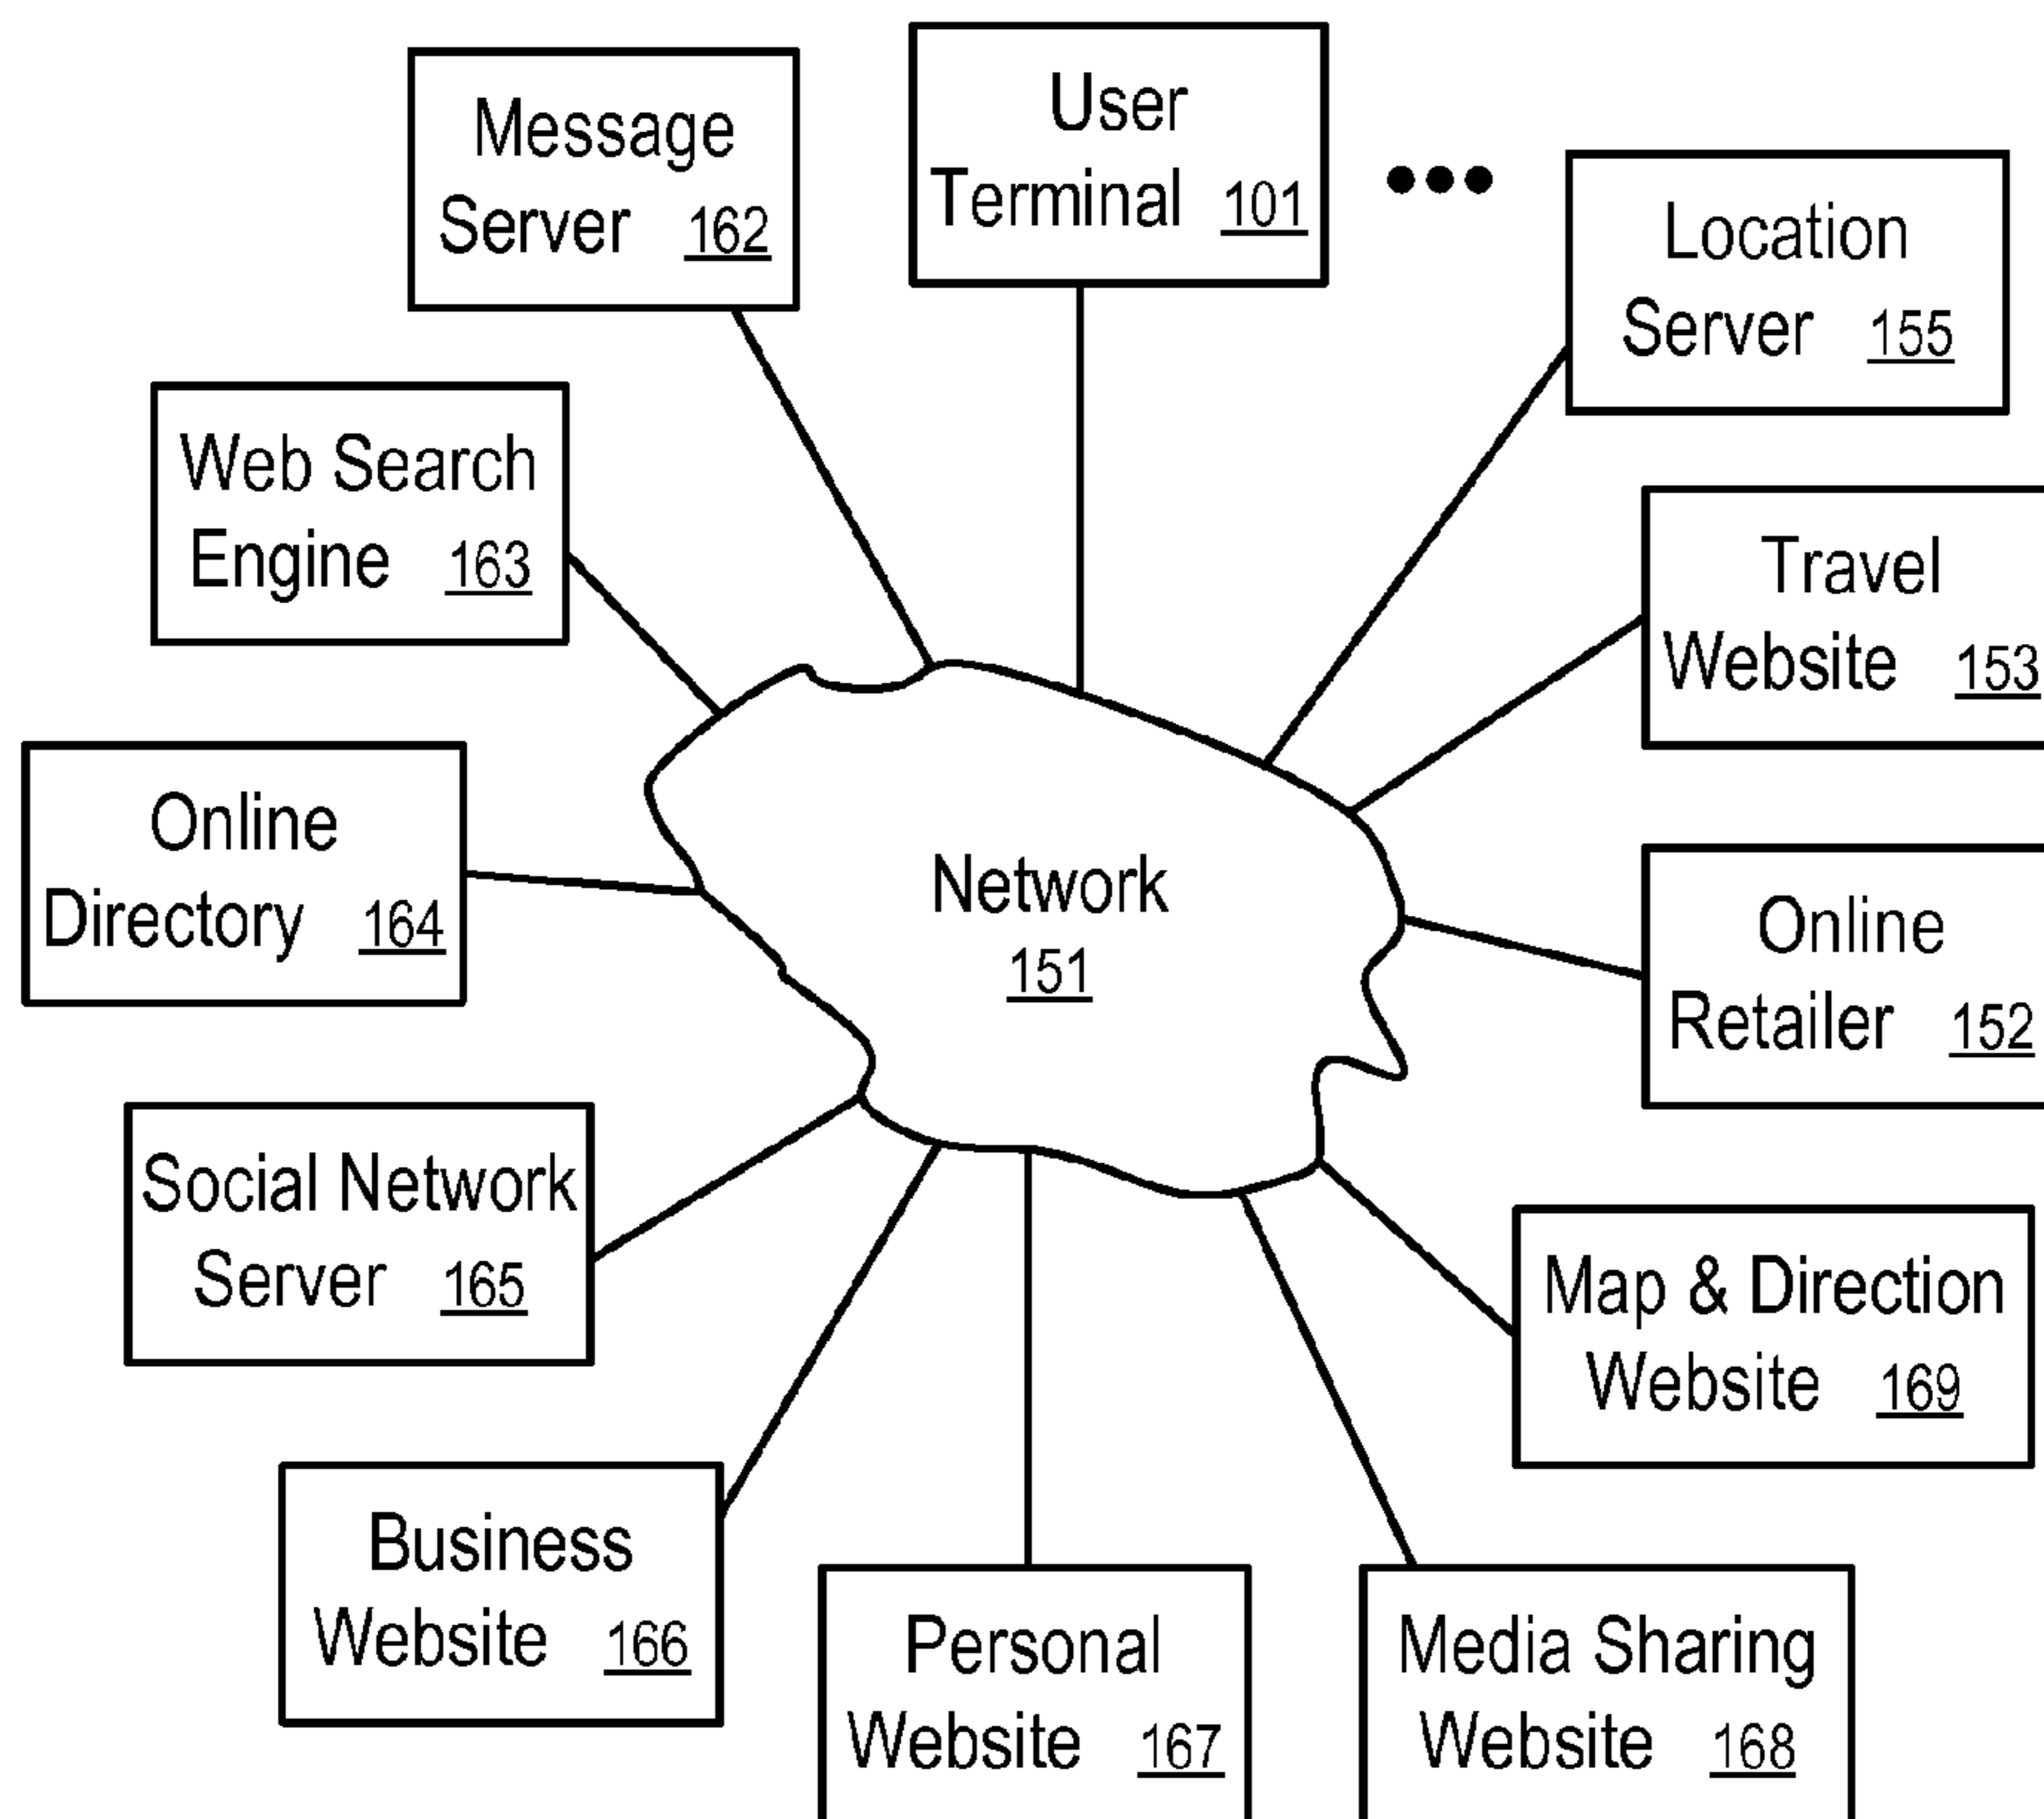 User
Terminal 101
Message
Server 162
Location
Server 155
Web Search
Engine 163
Travel
Website 153
Online
Directory 164
Network
151
Online
Retailer 152
Social Network
Server 165
Map & Direction
Website 169
Business
Website 166
Personal
Website 167
Media Sharing
Website 168